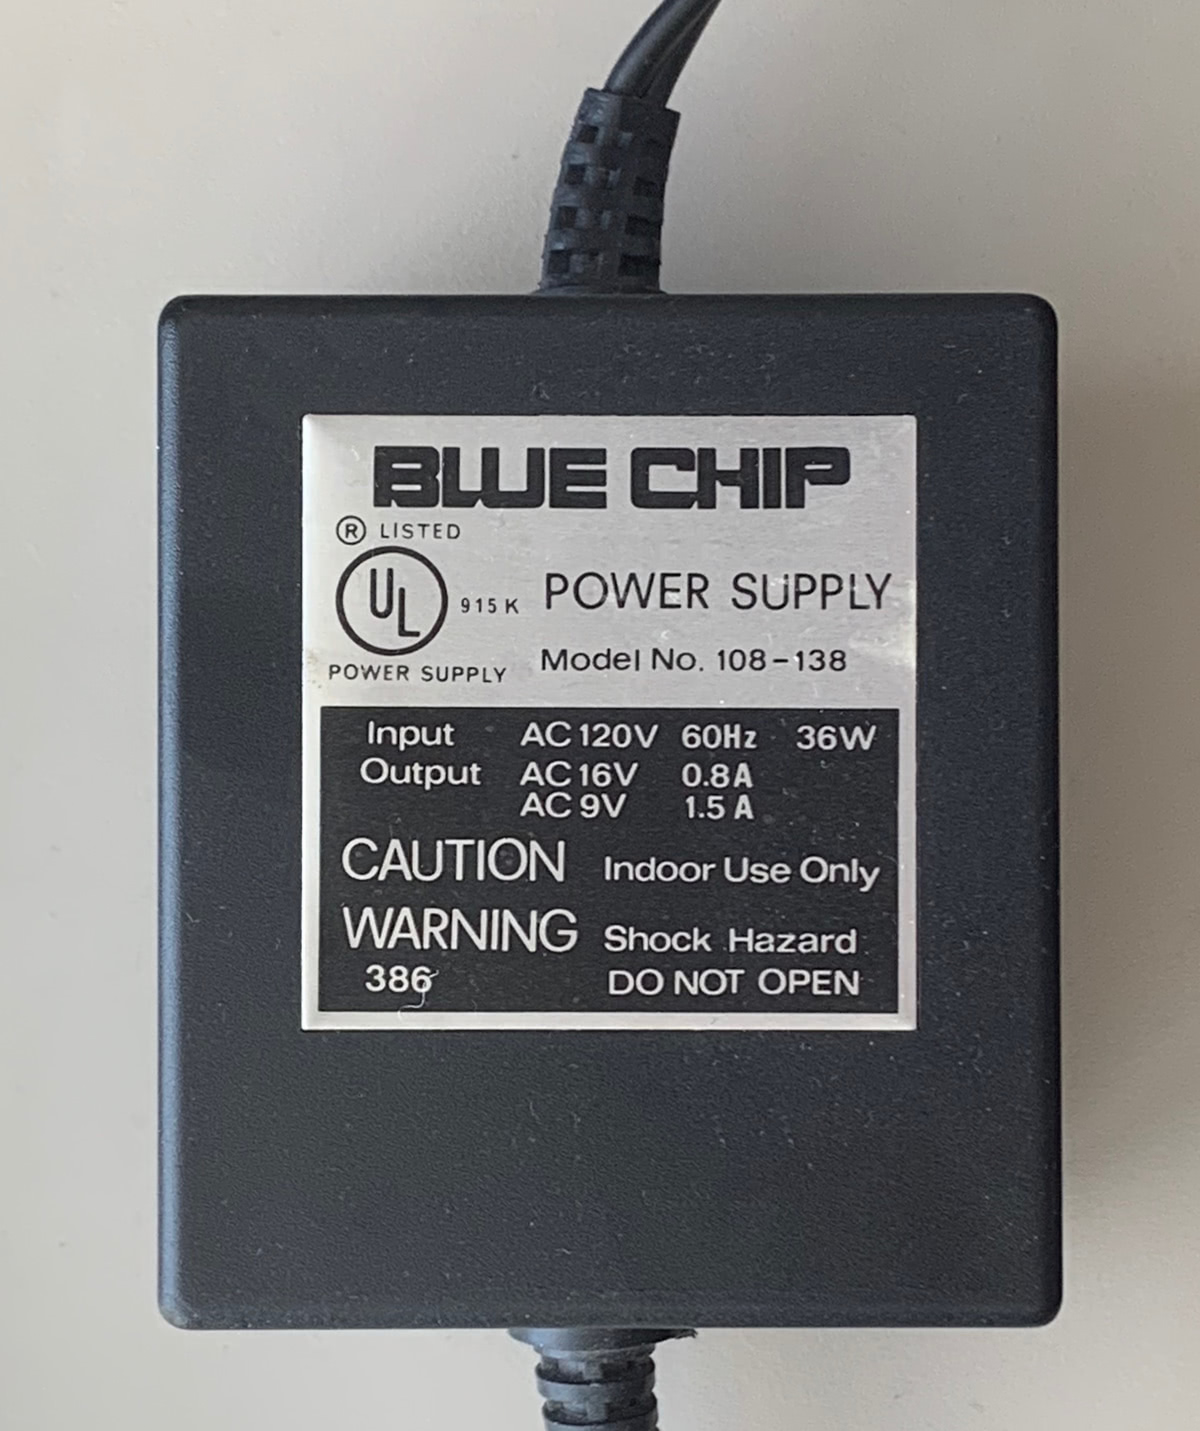 BLUE CHIP
® LISTED
UL 915K POWER SUPPLY
POWER SUPPLY Model No. 108-138
Input AC 120V 60Hz 36W
Output AC 16V 0.8A
AC 9V 1.5A
CAUTION Indoor Use Only
WARNING Shock Hazard
386 DO NOT OPEN